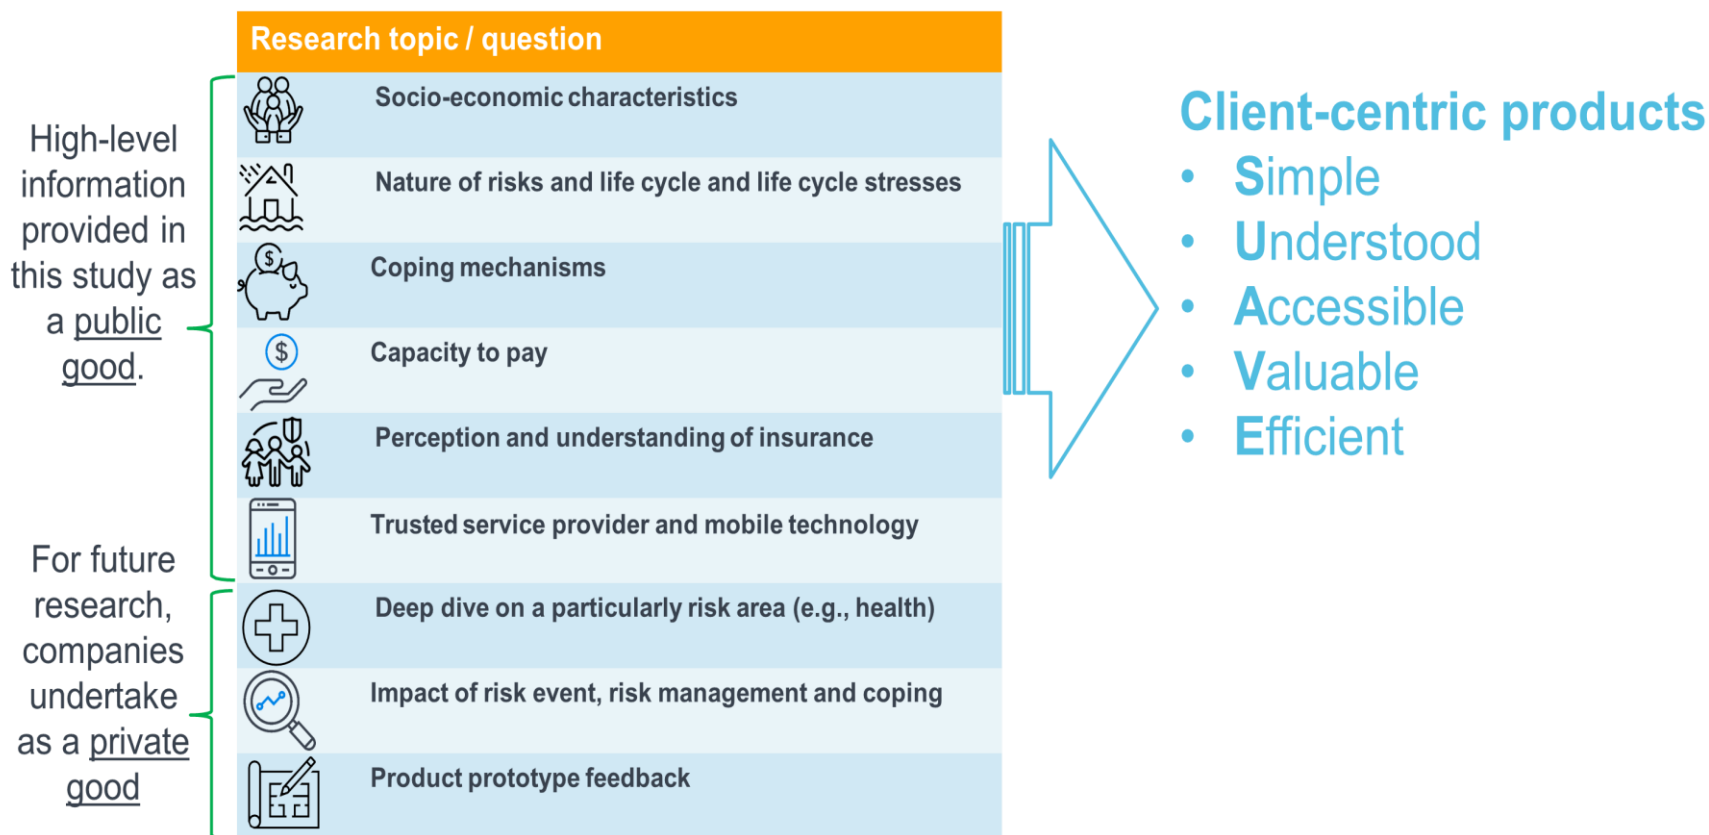 Research topic / question
High-level
information
provided in
this study as
a public
good.
Socio-economic characteristics
Nature of risks and life cycle and life cycle stresses
$
Coping mechanisms
$
Capacity to pay
Perception and understanding of insurance
Trusted service provider and mobile technology
For future
research,
companies
undertake
as a private
good
Deep dive on a particularly risk area (e.g., health)
Impact of risk event, risk management and coping
Product prototype feedback
Client-centric products
• Simple
• Understood
• Accessible
• Valuable
• Efficient